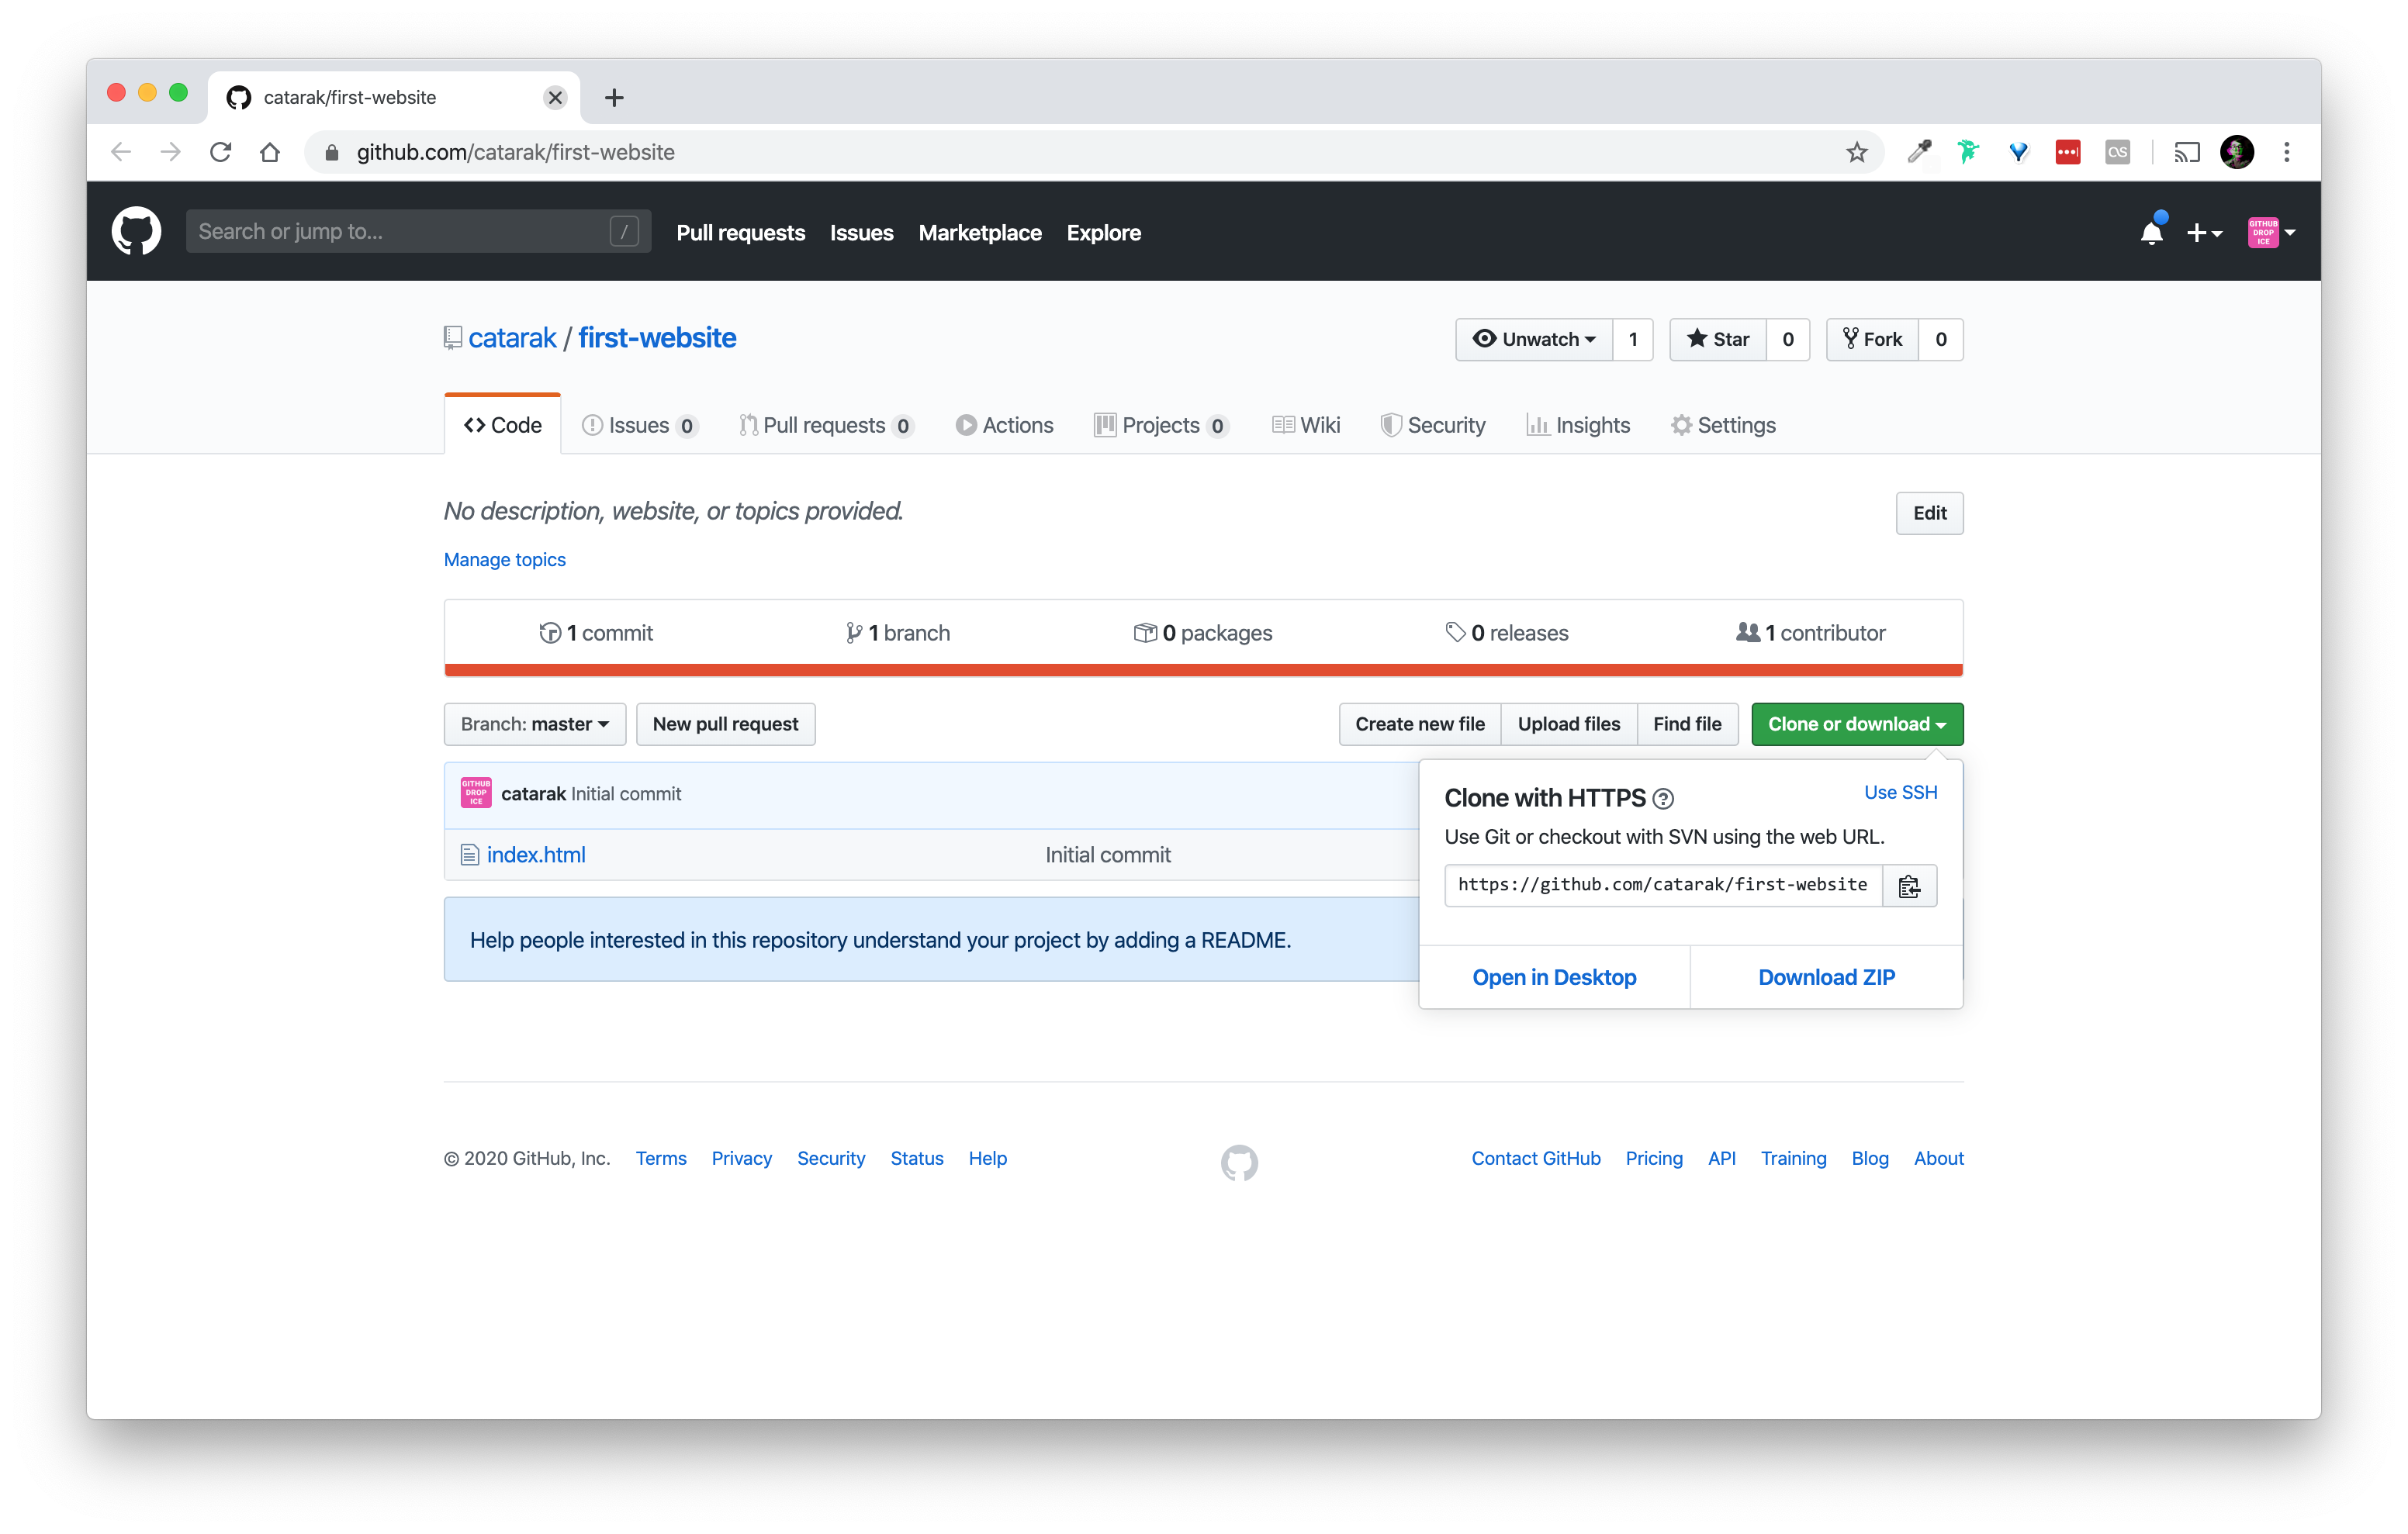 catarak/first-website
github.com/catarak/first-website
Search or jump to... /
Pull requests Issues Marketplace Explore
GITHUB
DROP
ICE
catarak / first-website
Unwatch 1 Star 0 Fork 0
Code Issues 0 Pull requests 0 Actions Projects 0 Wiki Security Insights Settings
No description, website, or topics provided.
Edit
Manage topics
1 commit 1 branch 0 packages 0 releases 1 contributor
Branch: master New pull request Create new file Upload files Find file Clone or download
GITHUB
DROP
ICE
catarak Initial commit
index.html Initial commit
Help people interested in this repository understand your project by adding a README.
Clone with HTTPS Use SSH
Use Git or checkout with SVN using the web URL.
https://github.com/catarak/first-website
Open in Desktop Download ZIP
© 2020 GitHub, Inc. Terms Privacy Security Status Help Contact GitHub Pricing API Training Blog About